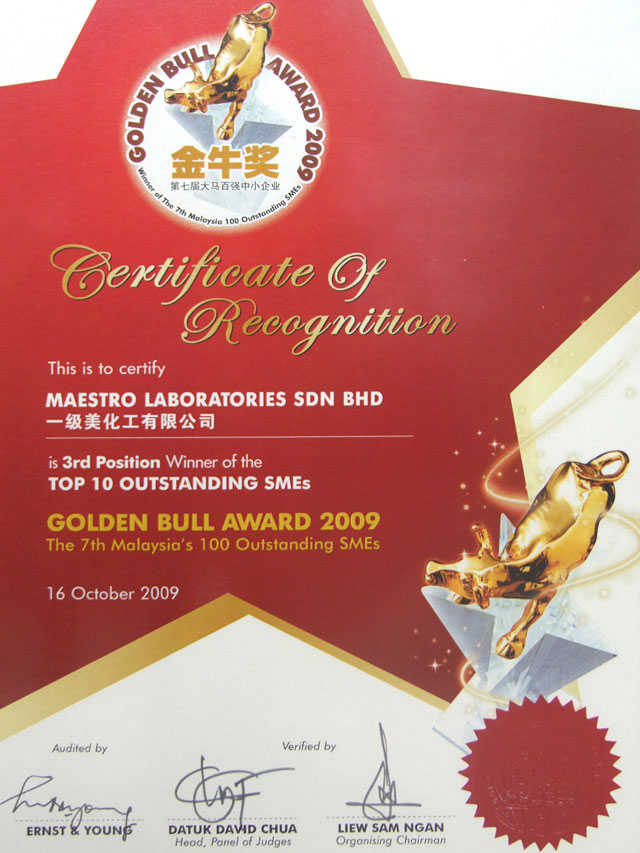 GOLDEN BULL AWARD 2009
金牛奖
第七届大马百强中小企业
Winner of The 7th Malaysia 100 Outstanding SMEs
Certificate Of
Recognition
This is to certify
MAESTRO LABORATORIES SDN BHD
一级美化工有限公司
is 3rd Position Winner of the
TOP 10 OUTSTANDING SMEs
GOLDEN BULL AWARD 2009
The 7th Malaysia's 100 Outstanding SMEs
16 October 2009
Audited by
Verified by
ERNST & YOUNG
DATUK DAVID CHUA
Head, Panel of Judges
LIEW SAM NGAN
Organising Chairman